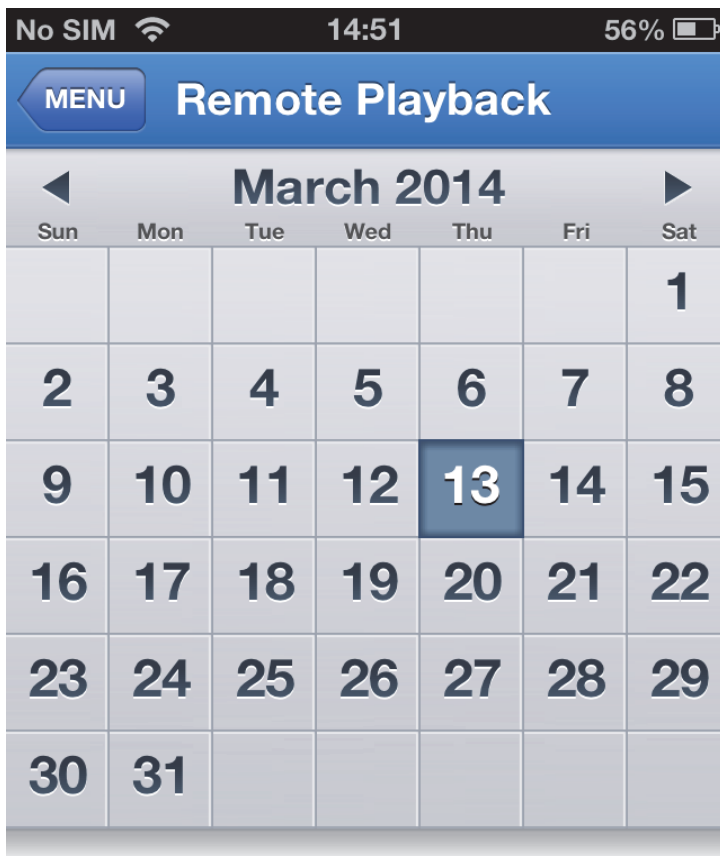 No SIM 14:51 56%
MENU Remote Playback
March 2014
Sun Mon Tue Wed Thu Fri Sat
1
2 3 4 5 6 7 8
9 10 11 12 13 14 15
16 17 18 19 20 21 22
23 24 25 26 27 28 29
30 31